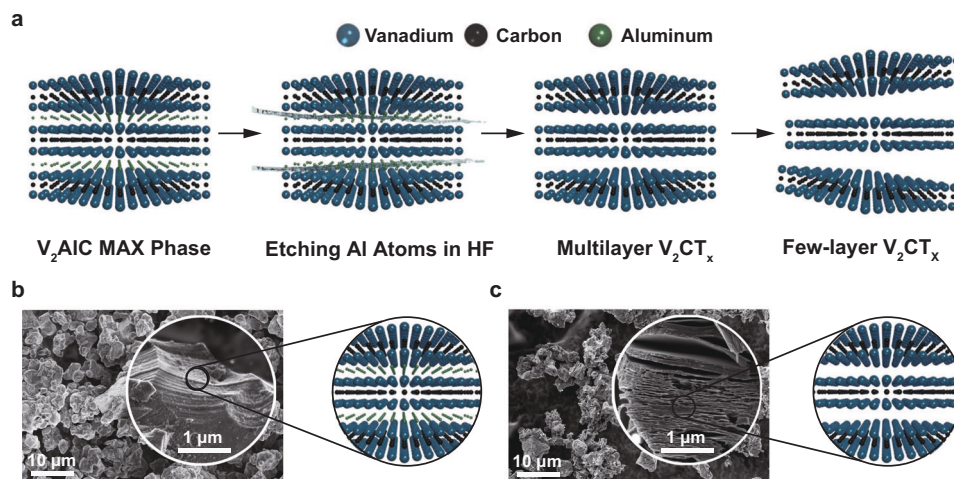 a
Vanadium Carbon Aluminum
V₂AlC MAX Phase Etching Al Atoms in HF Multilayer V₂CTₓ Few-layer V₂CTₓ
b
1 µm
10 µm
c
1 µm
10 µm